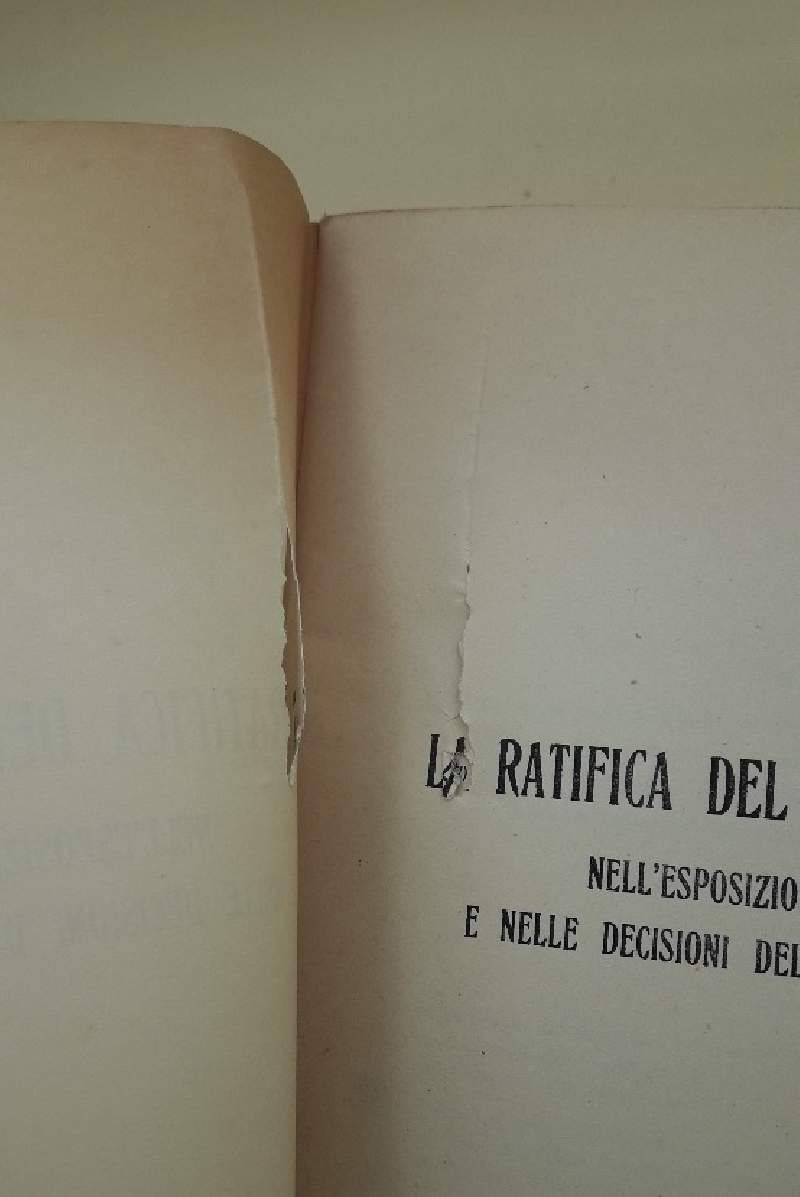 LA RATIFICA DEL
NELL'ESPOSIZIO
E NELLE DECISIONI DEL